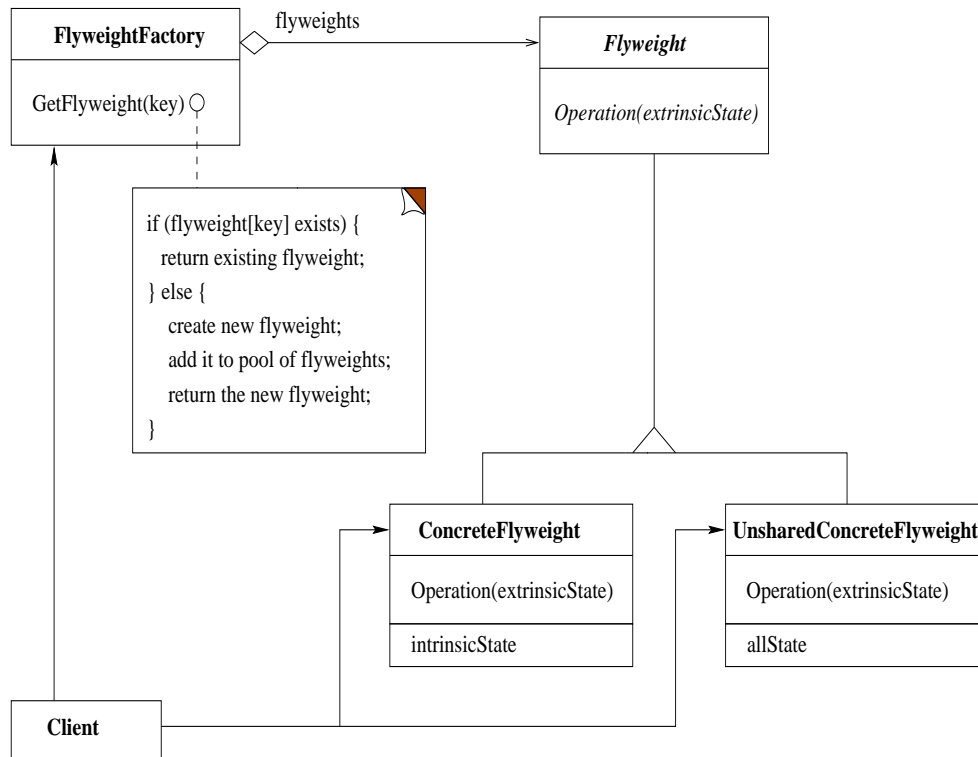 FlyweightFactory
GetFlyweight(key)
flyweights
Flyweight
Operation(extrinsicState)
if (flyweight[key] exists) {
return existing flyweight;
} else {
create new flyweight;
add it to pool of flyweights;
return the new flyweight;
}
ConcreteFlyweight
Operation(extrinsicState)
intrinsicState
UnsharedConcreteFlyweight
Operation(extrinsicState)
allState
Client